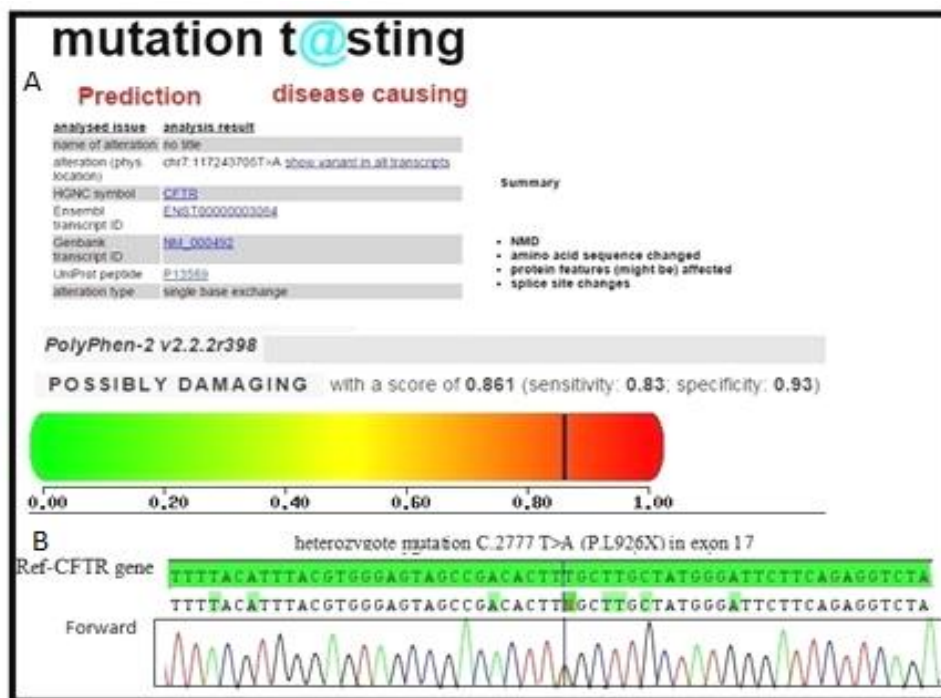 mutation t@sting
A
Prediction disease causing
analysed issue analysis result
name of alteration no title
alteration (phys. location) chr7:117243705T>A show variant in all transcripts
HGNC symbol CFTR
Ensembl transcript ID ENST00000003084
Genbank transcript ID NM_000492
UniProt peptide P13569
alteration type single base exchange
Summary
• NMD
• amino acid sequence changed
• protein features (might be) affected
• splice site changes
PolyPhen-2 v2.2.2r398
POSSIBLY DAMAGING with a score of 0.861 (sensitivity: 0.83; specificity: 0.93)
0.00 0.20 0.40 0.60 0.80 1.00
B
heterozygote mutation C.2777 T>A (P.L926X) in exon 17
Ref-CFTR gene
TTTTACATTTACGTGGGAGTAGCCGACACTTTGCTTGCTATGGGATTCTTCAGAGGTCTA
TTTTACATTTACGTGGGAGTAGCCGACACTTWGCTTGCTATGGGATTCTTCAGAGGTCTA
Forward